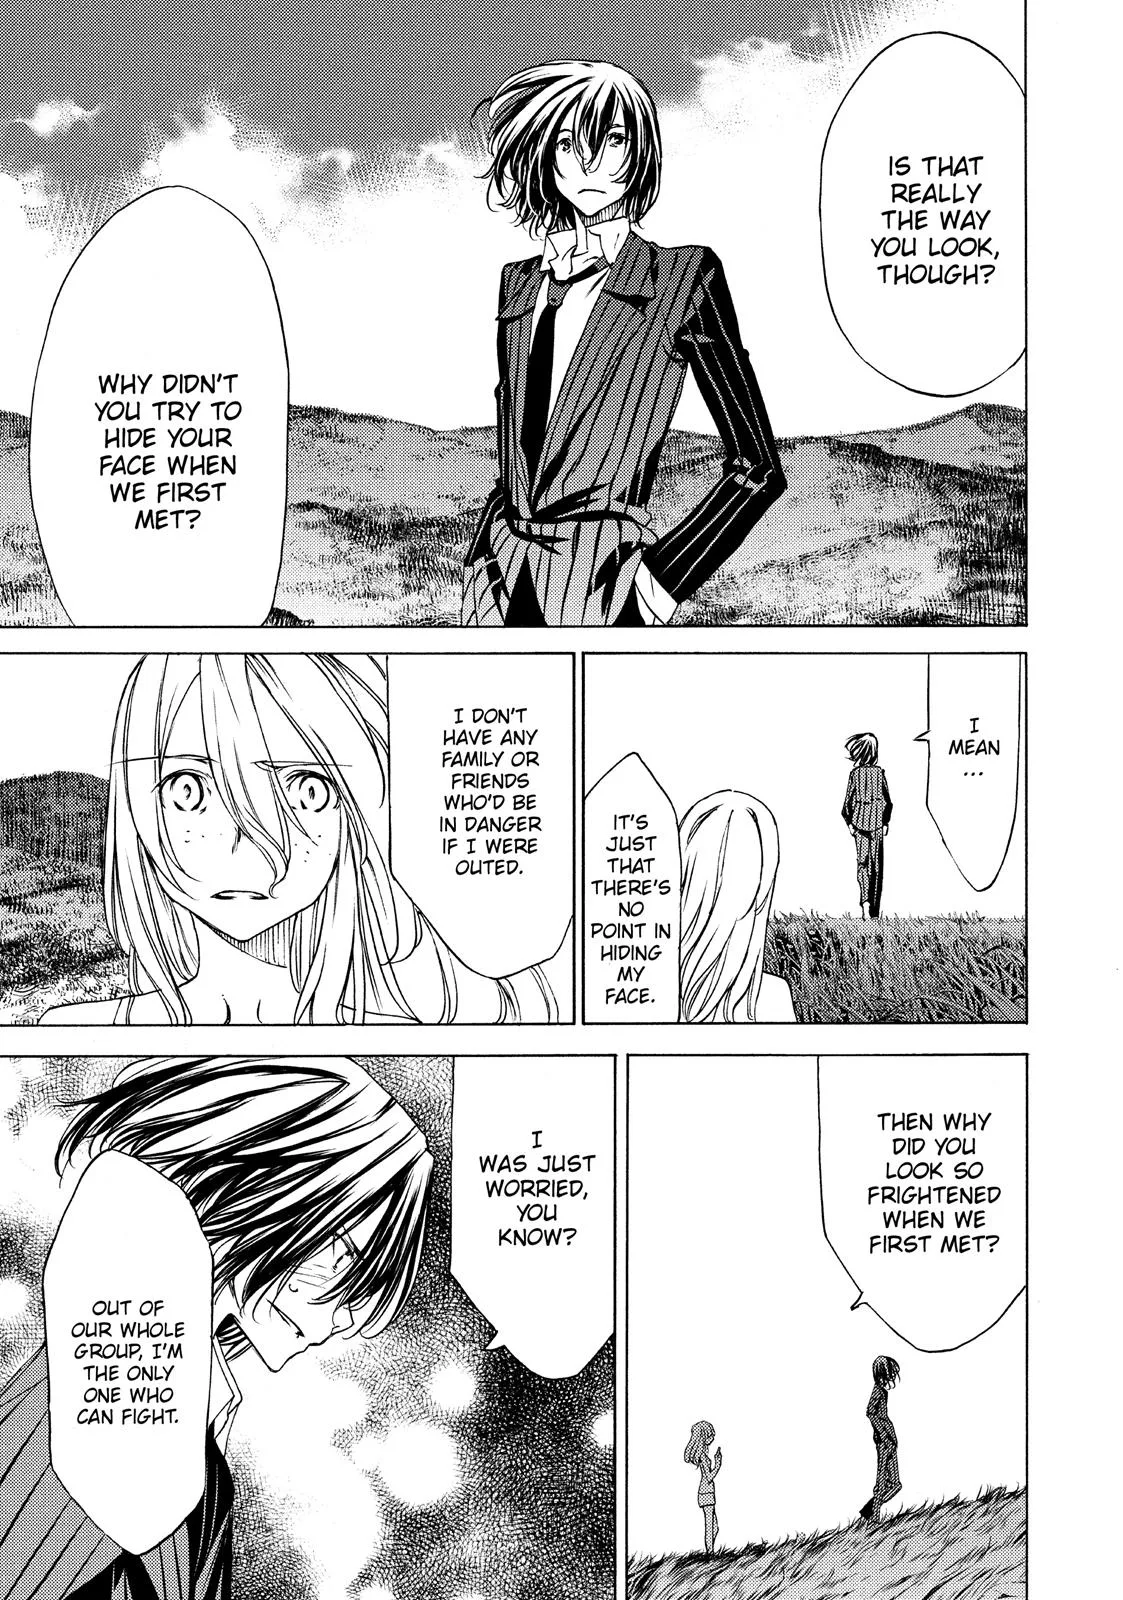 IS THAT
REALLY
THE WAY
YOU LOOK,
THOUGH?
WHY DIDN'T
YOU TRY TO
HIDE YOUR
FACE WHEN
WE FIRST
MET?
I
MEAN
...
IT'S
JUST
THAT
THERE'S
NO
POINT IN
HIDING
MY
FACE.
I DON'T
HAVE ANY
FAMILY OR
FRIENDS
WHO'D BE
IN DANGER
IF I WERE
OUTED.
THEN WHY
DID YOU
LOOK SO
FRIGHTENED
WHEN WE
FIRST MET?
I
WAS JUST
WORRIED,
YOU
KNOW?
OUT OF
OUR WHOLE
GROUP, I'M
THE ONLY
ONE WHO
CAN FIGHT.